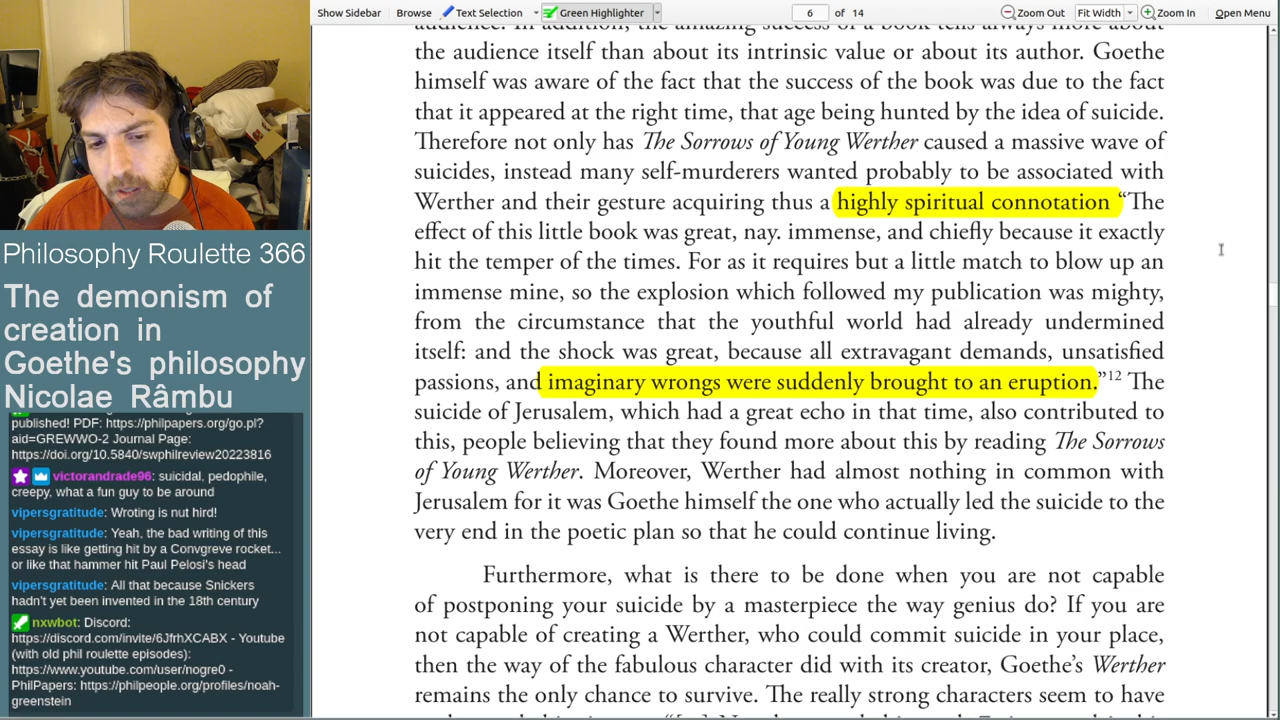 Show Sidebar Browse Text Selection Green Highlighter 6 of 14 Zoom Out Fit Width Zoom In Open Menu
the audience itself than about its intrinsic value or about its author. Goethe
himself was aware of the fact that the success of the book was due to the fact
that it appeared at the right time, that age being hunted by the idea of suicide.
Therefore not only has The Sorrows of Young Werther caused a massive wave of
suicides, instead many self-murderers wanted probably to be associated with
Werther and their gesture acquiring thus a highly spiritual connotation “The
effect of this little book was great, nay. immense, and chiefly because it exactly
hit the temper of the times. For as it requires but a little match to blow up an
immense mine, so the explosion which followed my publication was mighty,
from the circumstance that the youthful world had already undermined
itself: and the shock was great, because all extravagant demands, unsatisfied
passions, and imaginary wrongs were suddenly brought to an eruption.”12 The
suicide of Jerusalem, which had a great echo in that time, also contributed to
this, people believing that they found more about this by reading The Sorrows
of Young Werther. Moreover, Werther had almost nothing in common with
Jerusalem for it was Goethe himself the one who actually led the suicide to the
very end in the poetic plan so that he could continue living.
Furthermore, what is there to be done when you are not capable
of postponing your suicide by a masterpiece the way genius do? If you are
not capable of creating a Werther, who could commit suicide in your place,
then the way of the fabulous character did with its creator, Goethe’s Werther
remains the only chance to survive. The really strong characters seem to have
Philosophy Roulette 366
The demonism of
creation in
Goethe's philosophy
Nicolae Râmbu
published! PDF: https://philpapers.org/go.pl?
aid=GREWWO-2 Journal Page:
https://doi.org/10.5840/swphilreview20223816
victorandrade96: suicidal, pedophile,
creepy, what a fun guy to be around
vipersgratitude: Wroting is nut hird!
vipersgratitude: Yeah, the bad writing of this
essay is like getting hit by a Convgreve rocket...
or like that hammer hit Paul Pelosi's head
vipersgratitude: All that because Snickers
hadn't yet been invented in the 18th century
nxwbot: Discord:
https://discord.com/invite/6JfrhXCABX - Youtube
(with old phil roulette episodes):
https://www.youtube.com/user/nogre0 -
PhilPapers: https://philpeople.org/profiles/noah-
greenstein